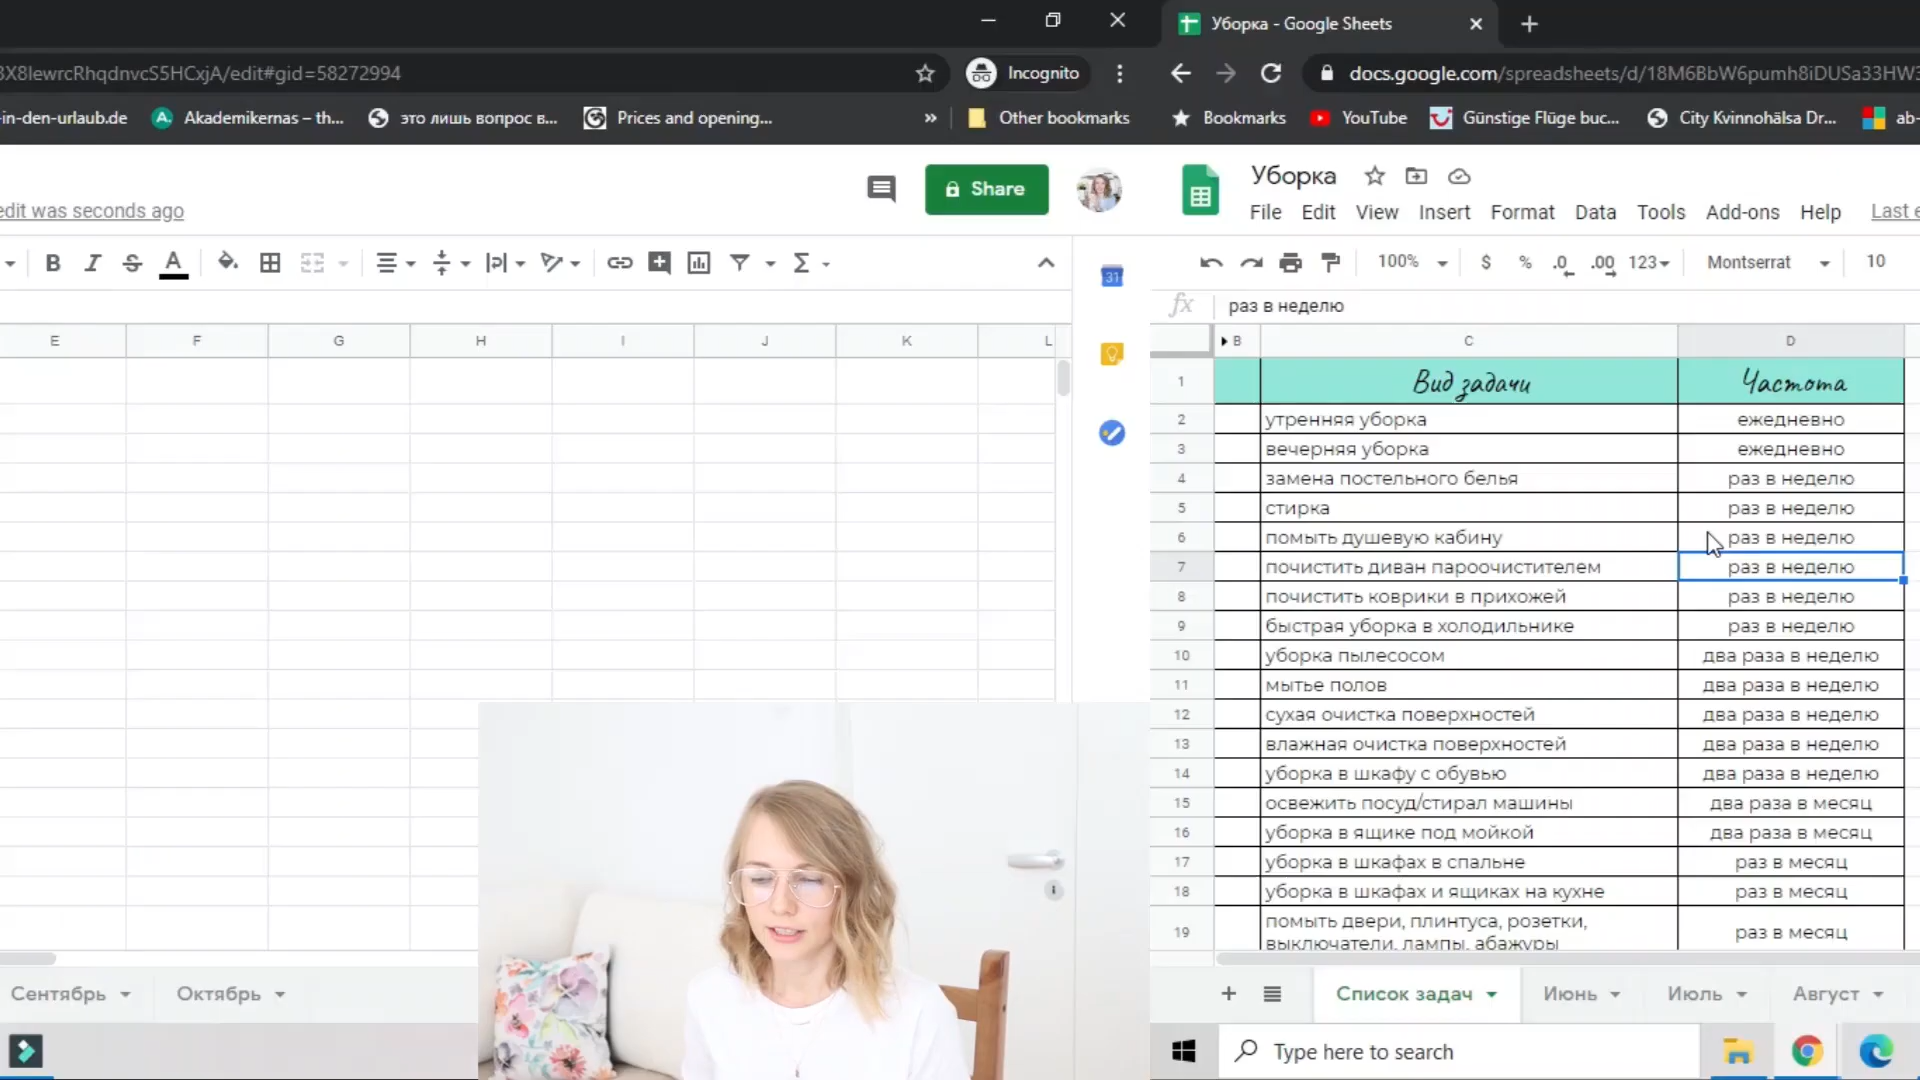 Уборка - Google Sheets
3X8lewrcRhqdnvcS5HCxjA/edit#gid=58272994
Incognito
docs.google.com/spreadsheets/d/18M6BbW6pumh8iDUSa33HW3
-in-den-urlaub.de
Akademikernas – th...
это лишь вопрос в...
Prices and opening...
»
Other bookmarks
Bookmarks
YouTube
Günstige Flüge buc...
City Kvinnohälsa Dr...
ab-
edit was seconds ago
Share
Уборка
File Edit View Insert Format Data Tools Add-ons Help Last e
B I S A
31
100% $ % .0 .00 123 Montserrat 10
fx раз в неделю
E F G H I J K L
B C D
1 Вид задачи Частота
2 утренняя уборка ежедневно
3 вечерняя уборка ежедневно
4 замена постельного белья раз в неделю
5 стирка раз в неделю
6 помыть душевую кабину раз в неделю
7 почистить диван пароочистителем раз в неделю
8 почистить коврики в прихожей раз в неделю
9 быстрая уборка в холодильнике раз в неделю
10 уборка пылесосом два раза в неделю
11 мытье полов два раза в неделю
12 сухая очистка поверхностей два раза в неделю
13 влажная очистка поверхностей два раза в неделю
14 уборка в шкафу с обувью два раза в неделю
15 освежить посуд/стирал машины два раза в месяц
16 уборка в ящике под мойкой два раза в месяц
17 уборка в шкафах в спальне раз в месяц
18 уборка в шкафах и ящиках на кухне раз в месяц
19 помыть двери, плинтуса, розетки,
выключатели, лампы, абажуры раз в месяц
Сентябрь Октябрь
Список задач Июнь Июль Август
Type here to search